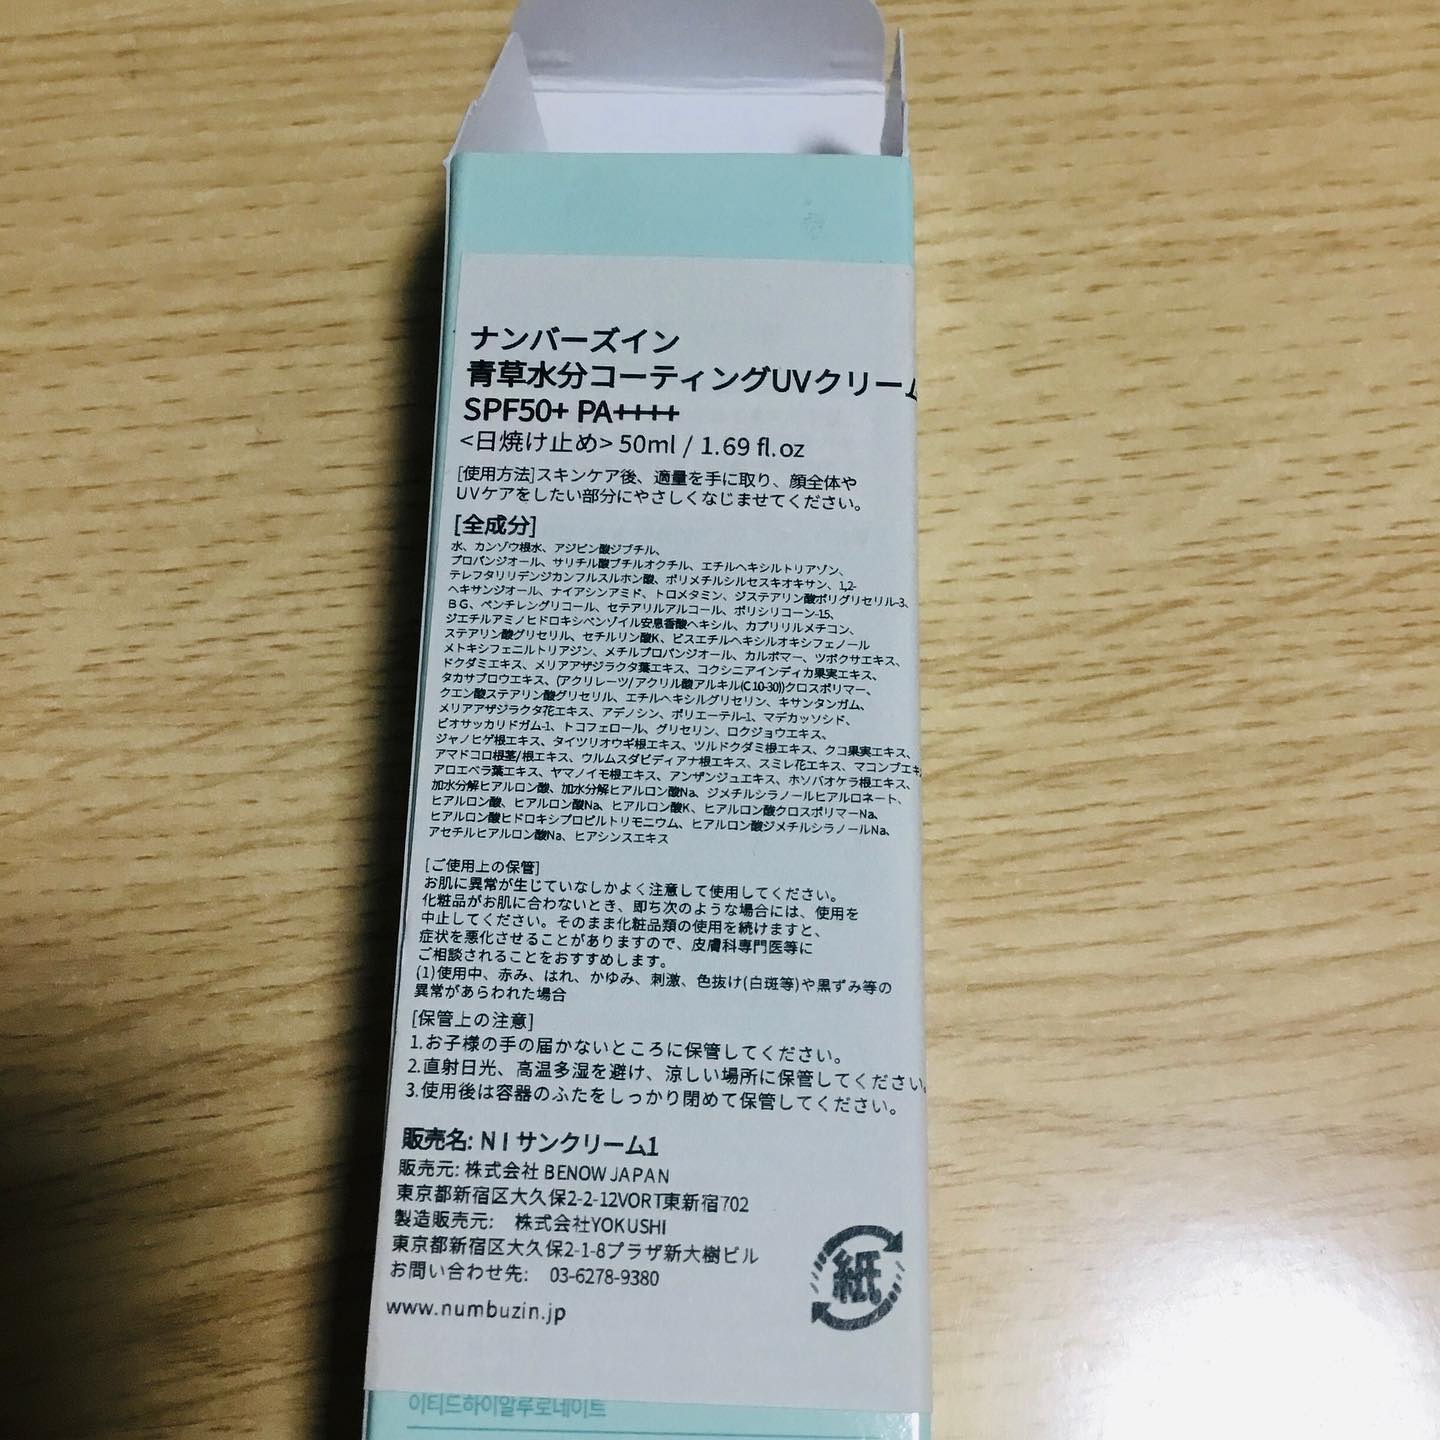 ナンバーズイン
青草水分コーティングUVクリーム
SPF50+ PA++++
<日焼け止め> 50ml / 1.69 fl.oz
[使用方法]スキンケア後、適量を手に取り、顔全体や
UVケアをしたい部分にやさしくなじませてください。
[全成分]
水、カンゾウ根水、アジピン酸ジブチル、
プロパンジオール、サリチル酸ブチルオクチル、エチルヘキシルトリアゾン、
テレフタリリデンジカンフルスルホン酸、ポリメチルシルセスキオキサン、1,2-
ヘキサンジオール、ナイアシンアミド、トロメタミン、ジステアリン酸ポリグリセリル-3、
BG、ペンチレングリコール、セテアリルアルコール、ポリシリコーン-15、
ジエチルアミノヒドロキシベンゾイル安息香酸ヘキシル、カプリリルメチコン、
ステアリン酸グリセリル、セチルリン酸K、ビスエチルヘキシルオキシフェノール
メトキシフェニルトリアジン、メチルプロパンジオール、カルボマー、ツボクサエキス、
ドクダミエキス、メリアアザジラクタ葉エキス、コクシニアインディカ果実エキス、
タカサブロウエキス、(アクリレーツ/アクリル酸アルキル(C10-30))クロスポリマー、
クエン酸ステアリン酸グリセリル、エチルヘキシルグリセリン、キサンタンガム、
メリアアザジラクタ花エキス、アデノシン、ポリエーテル-1、マデカッソシド、
ビオサッカリドガム-1、トコフェロール、グリセリン、ロクジョウエキス、
ジャノヒゲ根エキス、タイツリオウギ根エキス、ツルドクダミ根エキス、クコ果実エキス、
アマドコロ根茎/根エキス、ウルムスダビディアナ根エキス、スミレ花エキス、マコンブエキ
アロエベラ葉エキス、ヤマノイモ根エキス、アンザンジュエキス、ホソバオケラ根エキス、
加水分解ヒアルロン酸、加水分解ヒアルロン酸Na、ジメチルシラノールヒアルロネート、
ヒアルロン酸、ヒアルロン酸Na、ヒアルロン酸K、ヒアルロン酸クロスポリマーNa、
ヒアルロン酸ヒドロキシプロピルトリモニウム、ヒアルロン酸ジメチルシラノールNa、
アセチルヒアルロン酸Na、ヒアシンスエキス
[ご使用上の保管]
お肌に異常が生じていなしかよく注意して使用してください。
化粧品がお肌に合わないとき、即ち次のような場合には、使用を
中止してください。そのまま化粧品類の使用を続けますと、
症状を悪化させることがありますので、皮膚科専門医等に
ご相談されることをおすすめします。
(1)使用中、赤み、はれ、かゆみ、刺激、色抜け(白斑等)や黒ずみ等の
異常があらわれた場合
[保管上の注意]
1.お子様の手の届かないところに保管してください。
2.直射日光、高温多湿を避け、涼しい場所に保管してください。
3.使用後は容器のふたをしっかり閉めて保管してください。
販売名: N I サンクリーム1
販売元: 株式会社 BENOW JAPAN
東京都新宿区大久保2-2-12VORT東新宿702
製造販売元: 株式会社YOKUSHI
東京都新宿区大久保2-1-8プラザ新大樹ビル
お問い合わせ先: 03-6278-9380
www.numbuzin.jp
紙
이티드하이알루로네이트